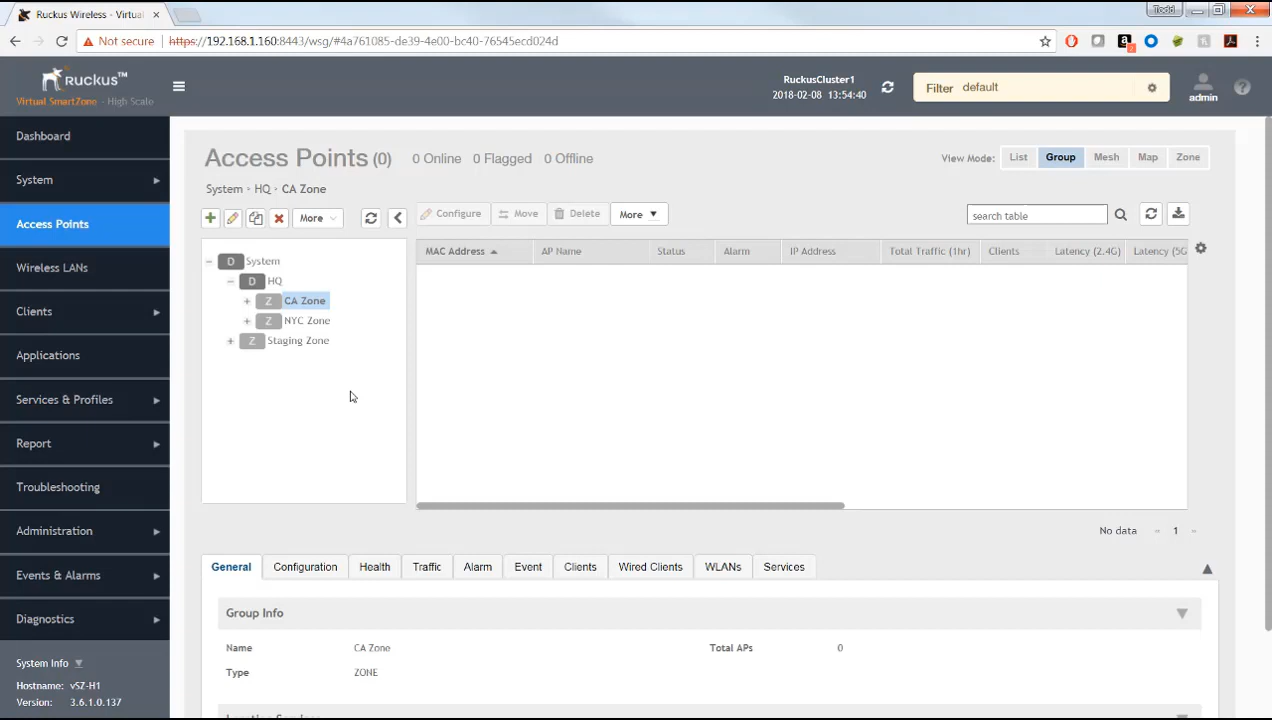 Ruckus Wireless - Virtual
Todd
Not secure https://192.168.1.160:8443/wsg/#4a761085-de39-4e00-bc40-76545ecd024d
Ruckus™
Virtual SmartZone - High Scale
RuckusCluster1
2018-02-08 13:54:40
Filter default
admin
Dashboard
System
Access Points
Wireless LANs
Clients
Applications
Services & Profiles
Report
Troubleshooting
Administration
Events & Alarms
Diagnostics
System Info
Hostname: vSZ-H1
Version: 3.6.1.0.137
Access Points (0) 0 Online 0 Flagged 0 Offline
View Mode: List Group Mesh Map Zone
System HQ CA Zone
More
Configure Move Delete More
search table
D System
D HQ
Z CA Zone
Z NYC Zone
Z Staging Zone
MAC Address AP Name Status Alarm IP Address Total Traffic (1hr) Clients Latency (2.4G) Latency (5G
No data 1
General Configuration Health Traffic Alarm Event Clients Wired Clients WLANs Services
Group Info
Name CA Zone Total APs 0
Type ZONE